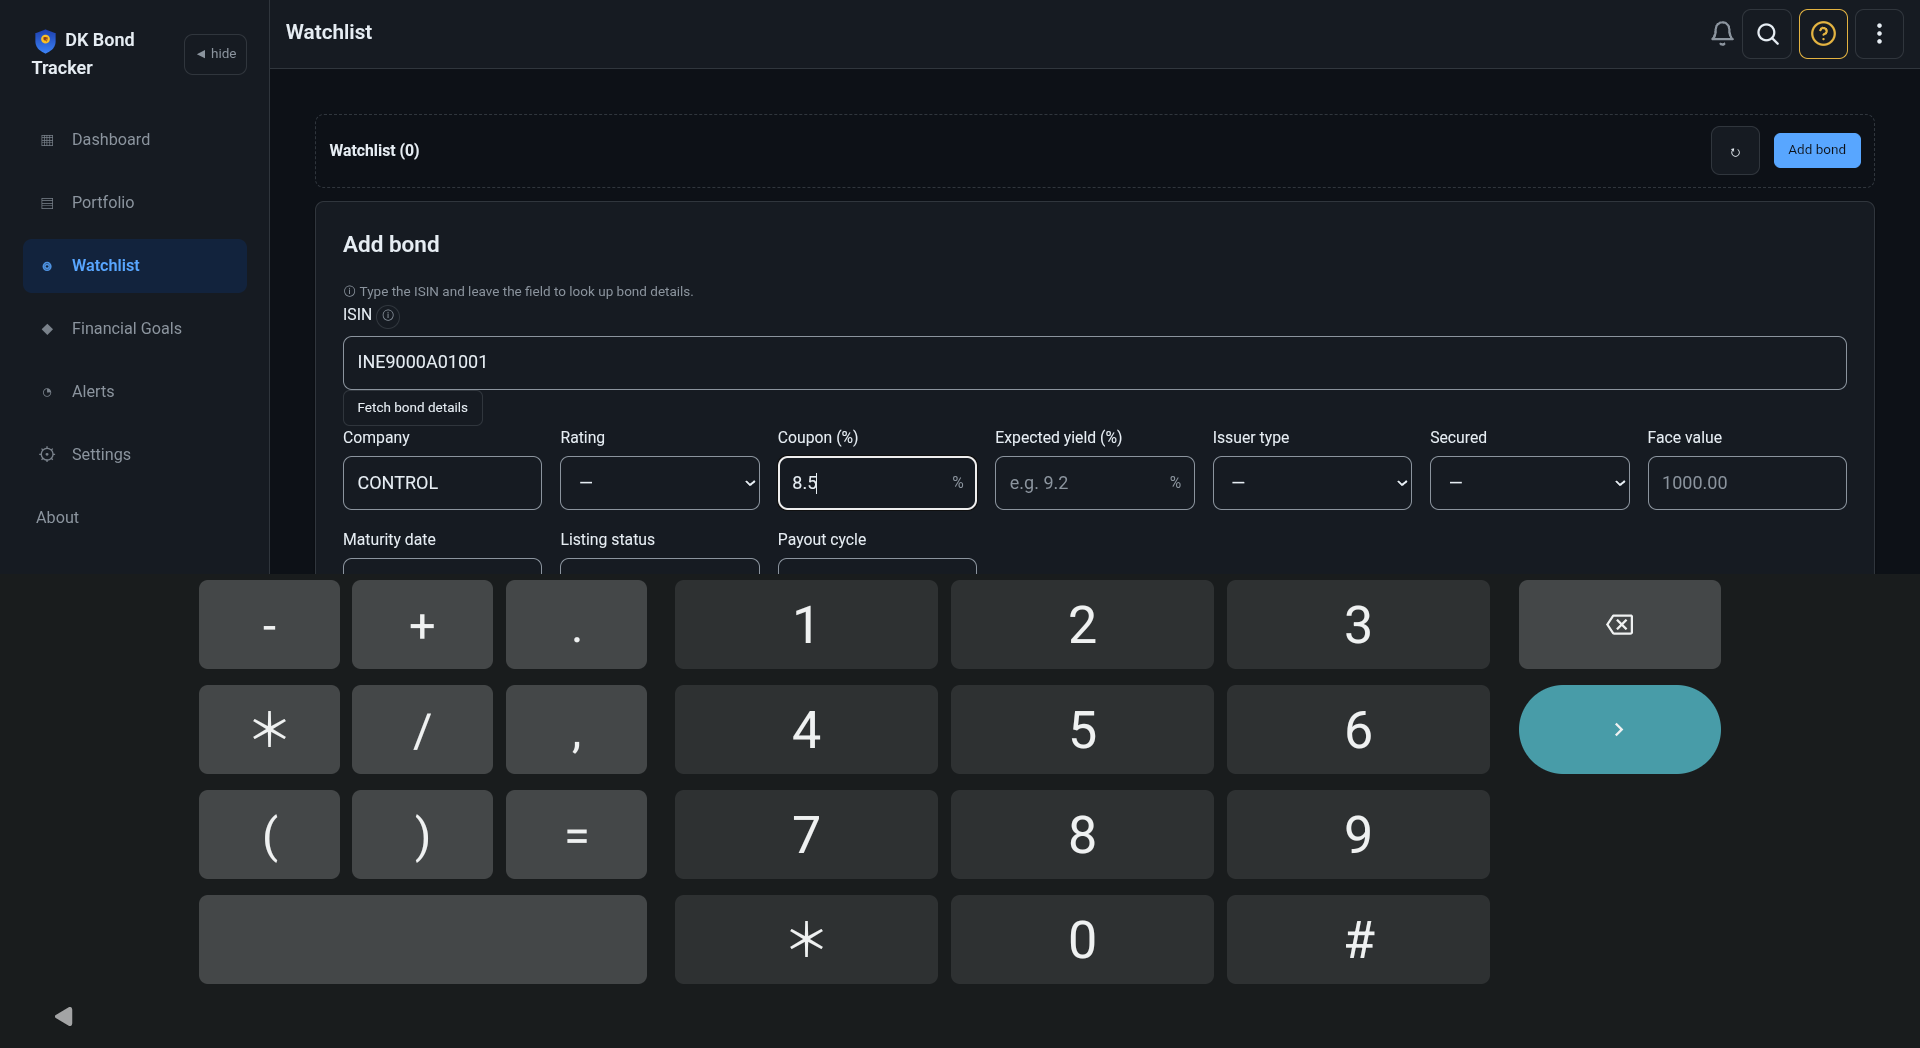 DK Bond
Tracker
◄ hide
Dashboard
Portfolio
Watchlist
Financial Goals
Alerts
Settings
About
Watchlist
Watchlist (0)
Add bond
Add bond
ⓘ Type the ISIN and leave the field to look up bond details.
ISIN ⓘ
INE9000A01001
Fetch bond details
Company Rating Coupon (%) Expected yield (%) Issuer type Secured Face value
CONTROL — 8.5 % e.g. 9.2 % — — 1000.00
Maturity date Listing status Payout cycle
- + . 1 2 3
* / , 4 5 6
( ) = 7 8 9
* 0 #